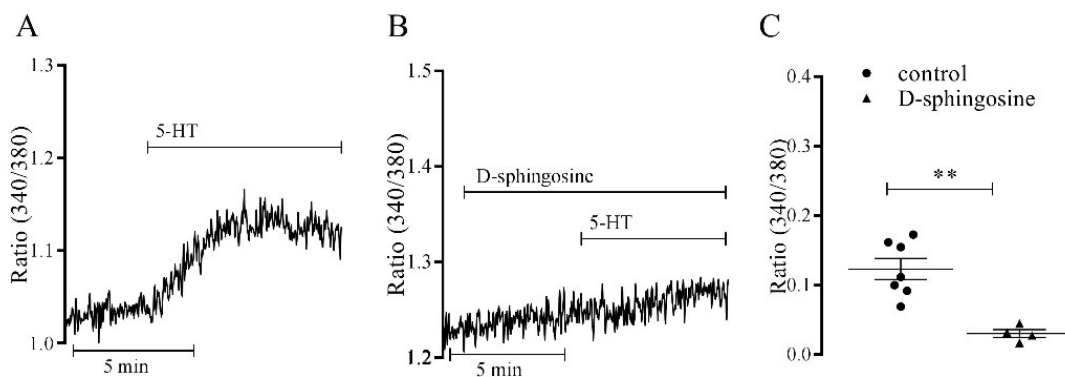 A
Ratio (340/380)
1.3
1.2
1.1
1.0
5-HT
5 min
B
Ratio (340/380)
1.5
1.4
1.3
1.2
D-sphingosine
5-HT
5 min
C
Ratio (340/380)
0.4
0.3
0.2
0.1
0.0
control
D-sphingosine
**